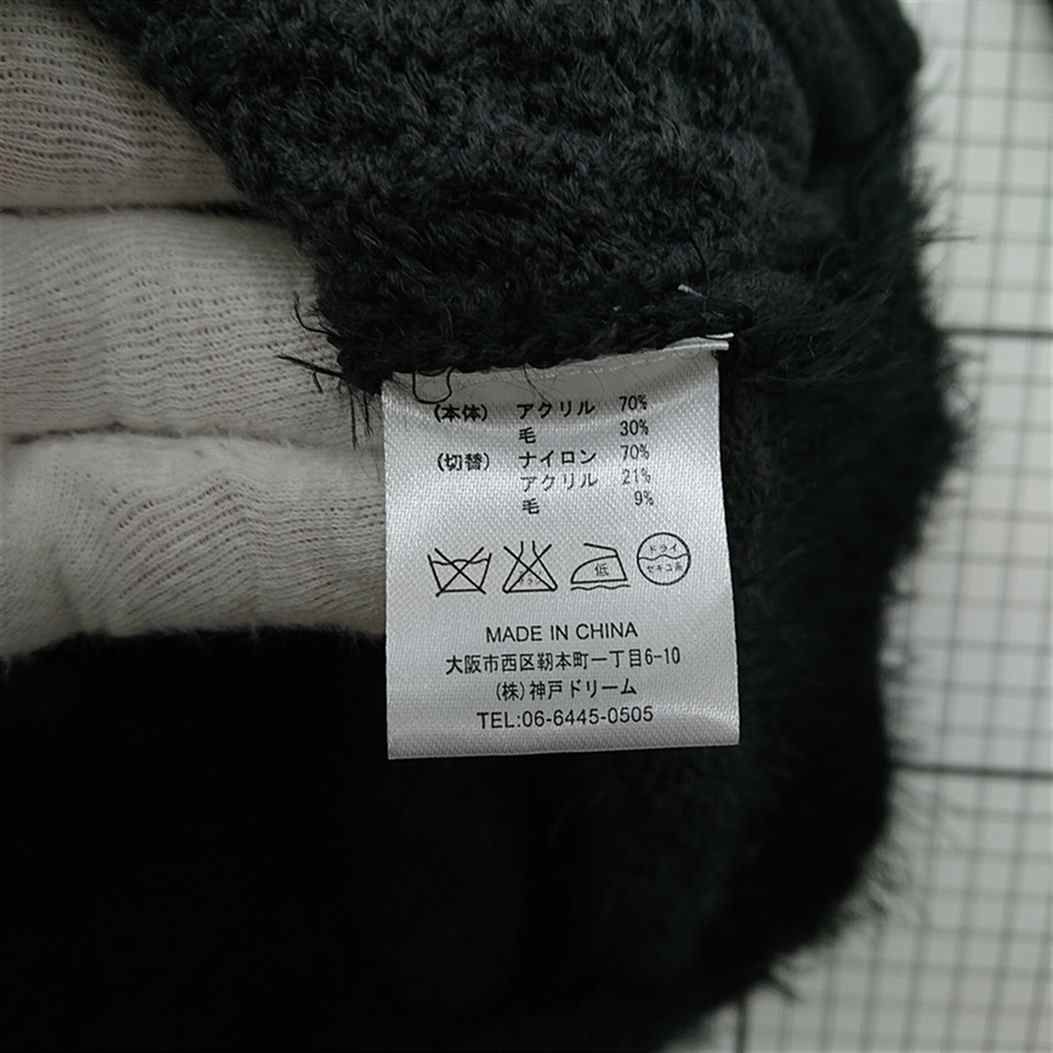 (本体) アクリル 70%
毛 30%
(切替) ナイロン 70%
アクリル 21%
毛 9%
低
ドライ
セキユ系
MADE IN CHINA
大阪市西区靭本町一丁目6-10
(株)神戸ドリーム
TEL:06-6445-0505